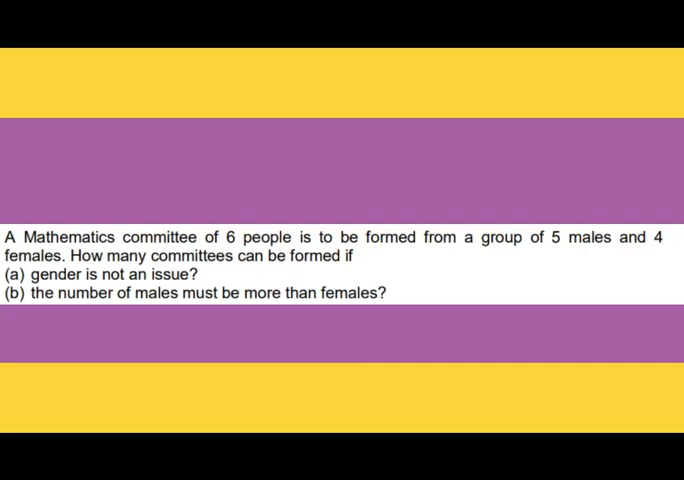 A Mathematics committee of 6 people is to be formed from a group of 5 males and 4
females. How many committees can be formed if
(a) gender is not an issue?
(b) the number of males must be more than females?